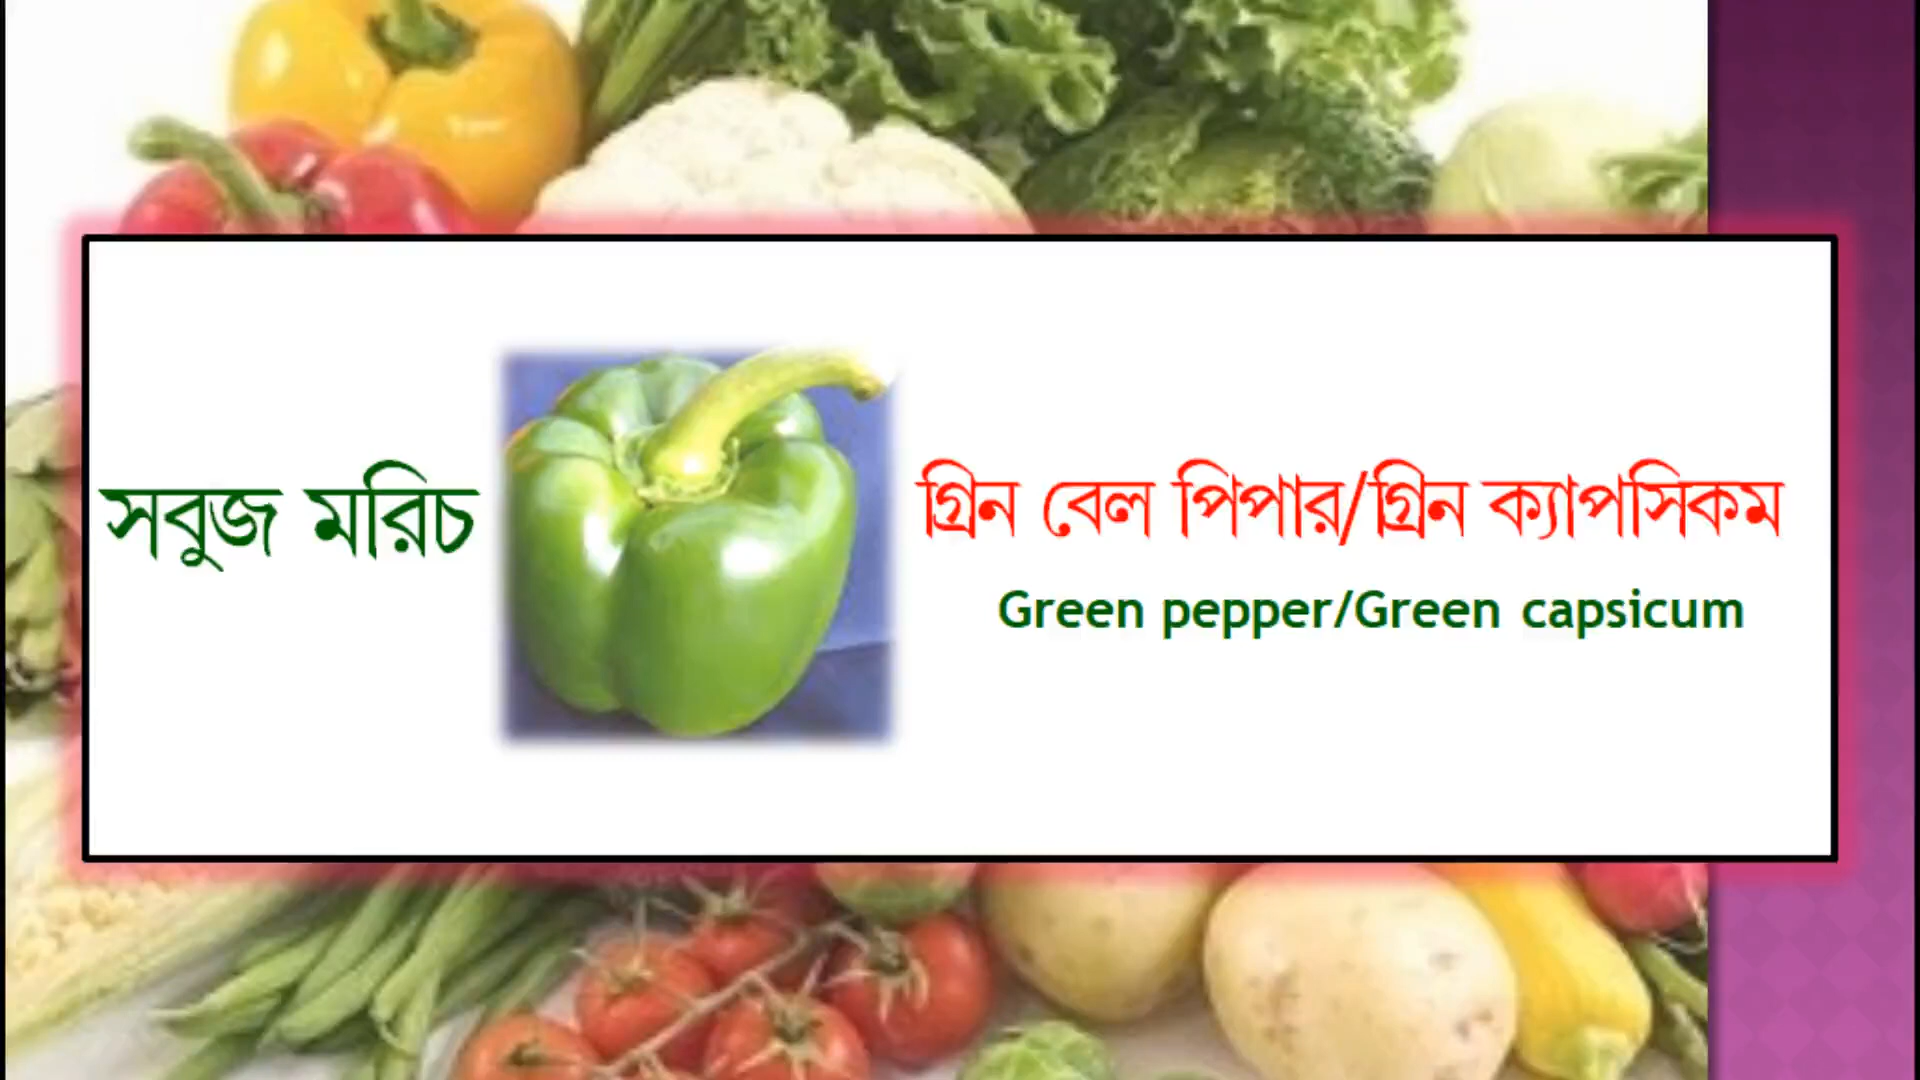 সবুজ মরিচ
গ্রিন বেল পিপার/গ্রিন ক্যাপসিকম
Green pepper/Green capsicum